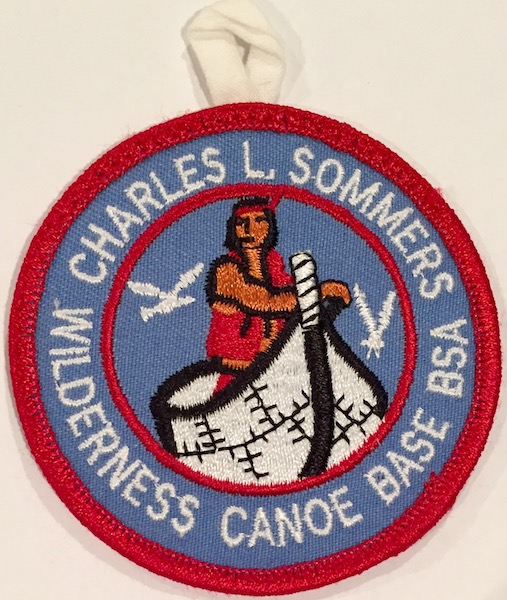 CHARLES L. SOMMERS
WILDERNESS CANOE BASE BSA